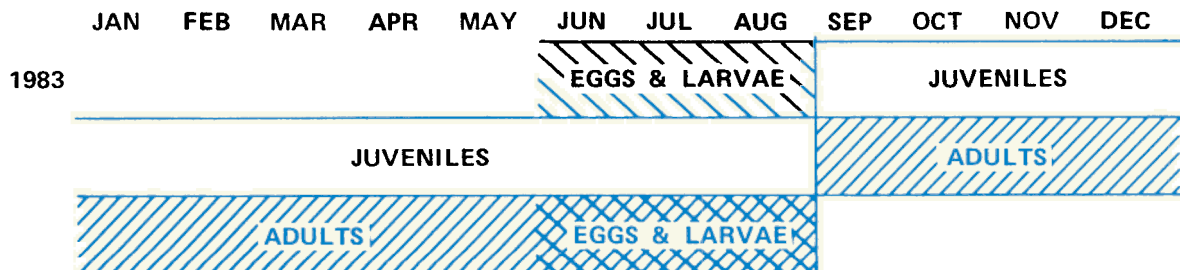 JAN FEB MAR APR MAY JUN JUL AUG SEP OCT NOV DEC
1983 EGGS & LARVAE JUVENILES
JUVENILES ADULTS
ADULTS EGGS & LARVAE